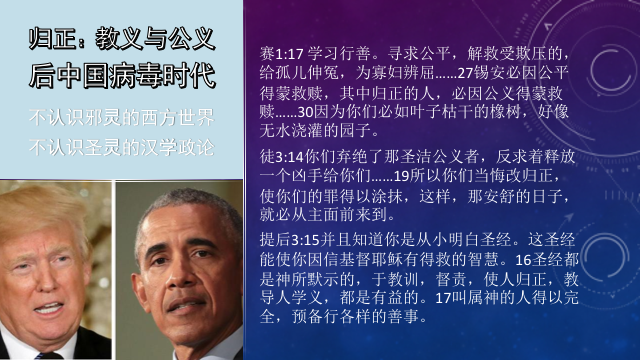 归正：教义与公义
后中国病毒时代
不认识邪灵的西方世界
不认识圣灵的汉学政论
赛1:17 学习行善。寻求公平，解救受欺压的，
给孤儿伸冤，为寡妇辨屈……27锡安必因公平
得蒙救赎，其中归正的人，必因公义得蒙救
赎……30因为你们必如叶子枯干的橡树，好像
无水浇灌的园子。
徒3:14你们弃绝了那圣洁公义者，反求着释放
一个凶手给你们……19所以你们当悔改归正，
使你们的罪得以涂抹，这样，那安舒的日子，
就必从主面前来到。
提后3:15并且知道你是从小明白圣经。这圣经
能使你因信基督耶稣有得救的智慧。16圣经都
是神所默示的，于教训，督责，使人归正，教
导人学义，都是有益的。17叫属神的人得以完
全，预备行各样的善事。